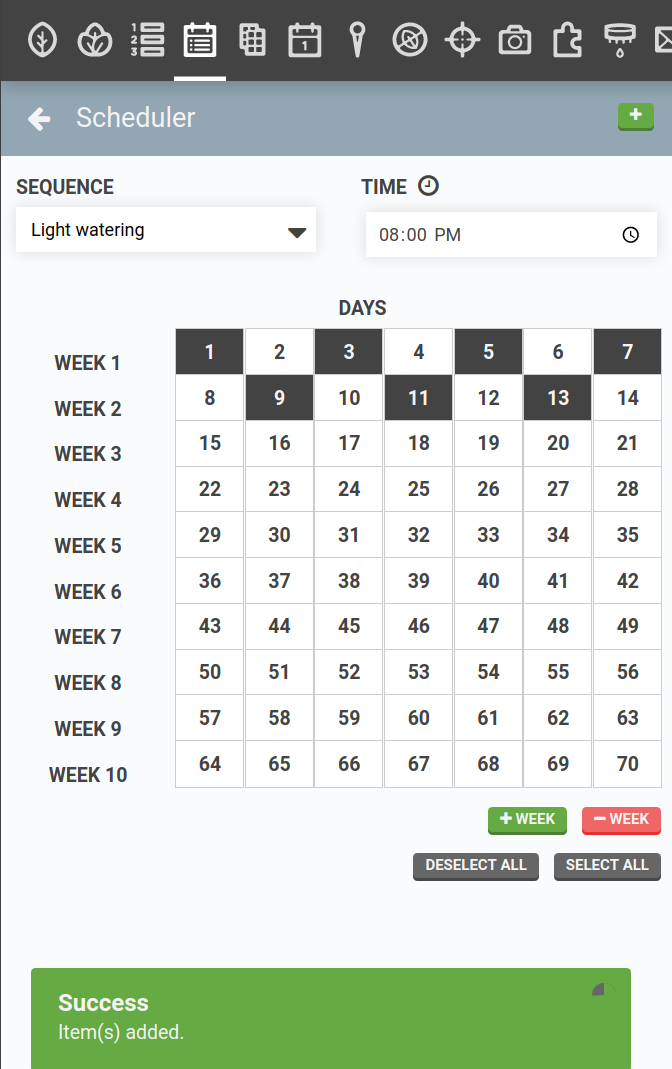 1
2
3
1
Scheduler
+
SEQUENCE TIME
Light watering 08:00 PM
DAYS
WEEK 1 1 2 3 4 5 6 7
WEEK 2 8 9 10 11 12 13 14
WEEK 3 15 16 17 18 19 20 21
WEEK 4 22 23 24 25 26 27 28
WEEK 5 29 30 31 32 33 34 35
WEEK 6 36 37 38 39 40 41 42
WEEK 7 43 44 45 46 47 48 49
WEEK 8 50 51 52 53 54 55 56
WEEK 9 57 58 59 60 61 62 63
WEEK 10 64 65 66 67 68 69 70
+ WEEK − WEEK
DESELECT ALL SELECT ALL
Success
Item(s) added.